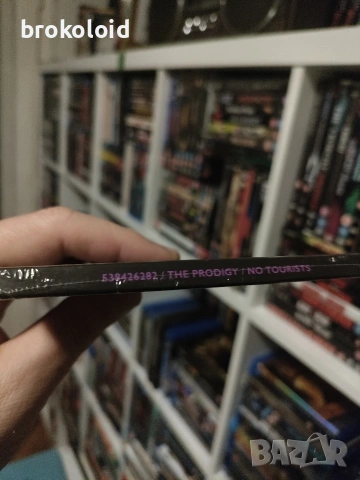 brokoloid
538426282 / THE PRODIGY / NO TOURISTS
BAZAR